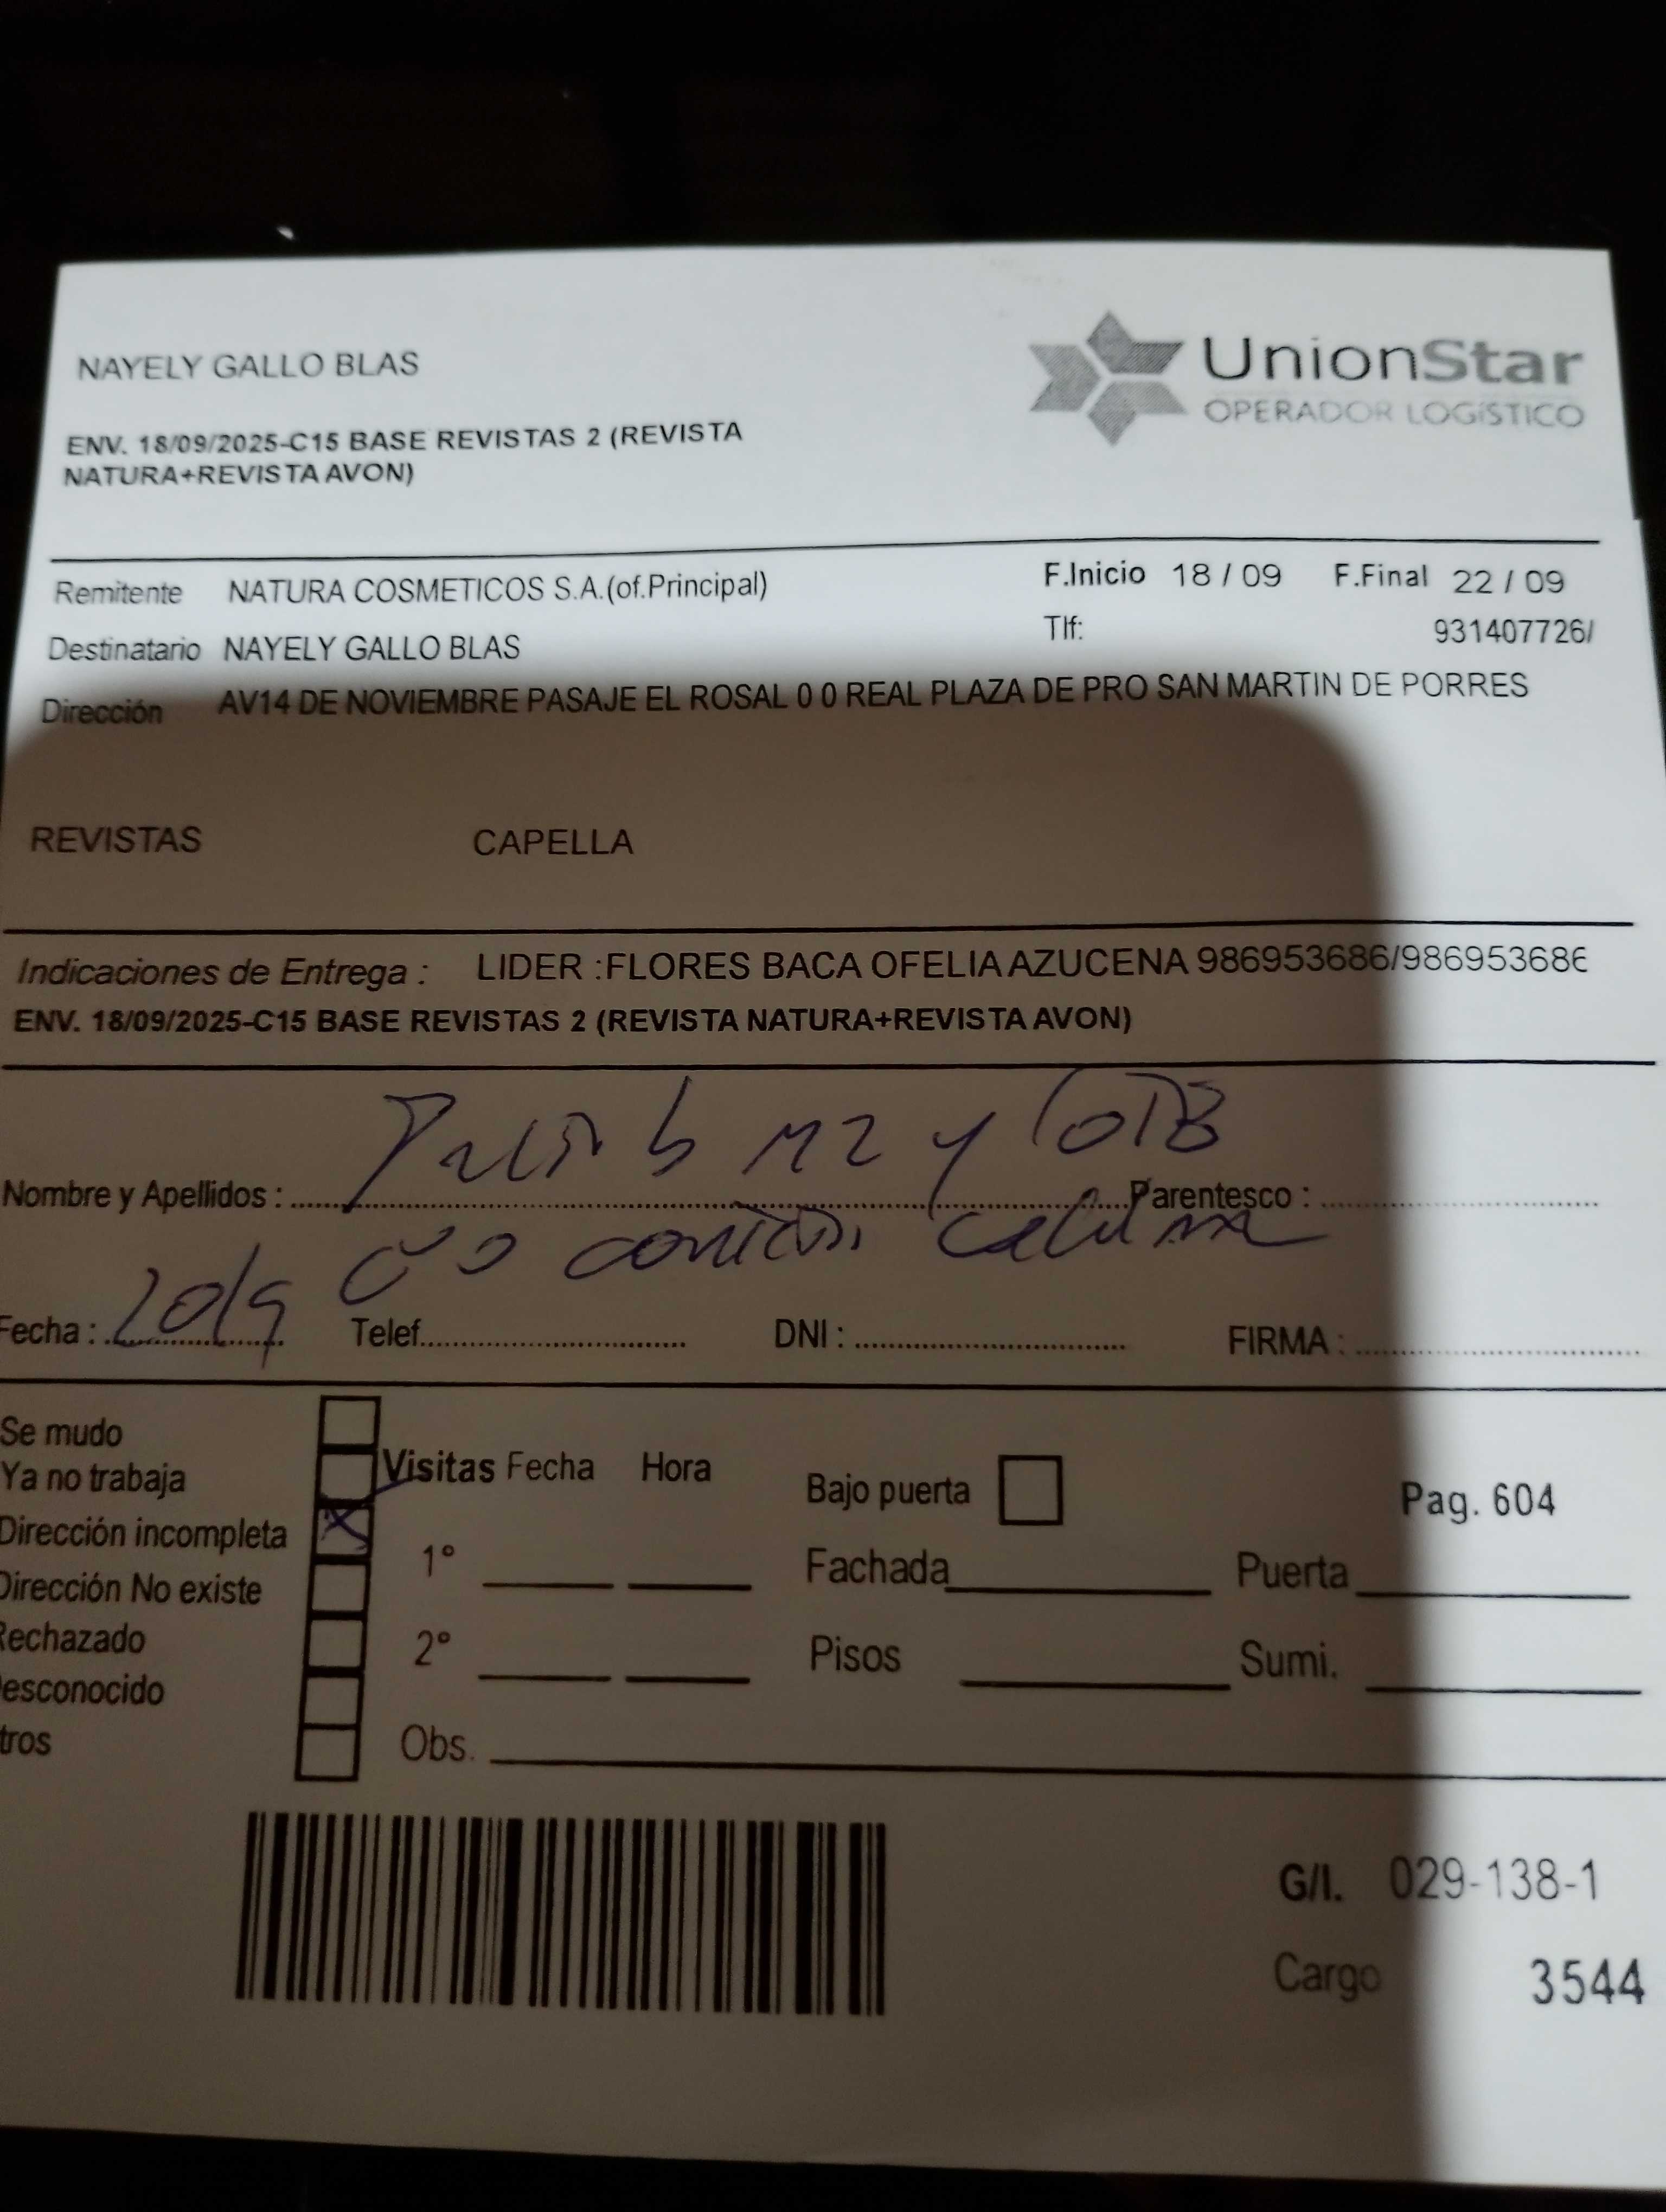 NAYELY GALLO BLAS
UnionStar
OPERADOR LOGÍSTICO
ENV. 18/09/2025-C15 BASE REVISTAS 2 (REVISTA
NATURA+REVISTA AVON)
Remitente NATURA COSMETICOS S.A.(of.Principal) F.Inicio 18 / 09 F.Final 22 / 09
Destinatario NAYELY GALLO BLAS Tlf: 931407726/
Dirección AV14 DE NOVIEMBRE PASAJE EL ROSAL 0 0 REAL PLAZA DE PRO SAN MARTIN DE PORRES
REVISTAS CAPELLA
Indicaciones de Entrega : LIDER :FLORES BACA OFELIA AZUCENA 986953686/986953686
ENV. 18/09/2025-C15 BASE REVISTAS 2 (REVISTA NATURA+REVISTA AVON)
MZ y
Nombre y Apellidos : Parentesco :
Fecha : 20/9 Telef. DNI : FIRMA :
Se mudo
Ya no trabaja
Visitas Fecha Hora
Bajo puerta
Pag. 604
Dirección incompleta X
1° Fachada Puerta
Dirección No existe
Rechazado
2° Pisos Sumi.
esconocido
tros
Obs.
G/I. 029-138-1
Cargo 3544